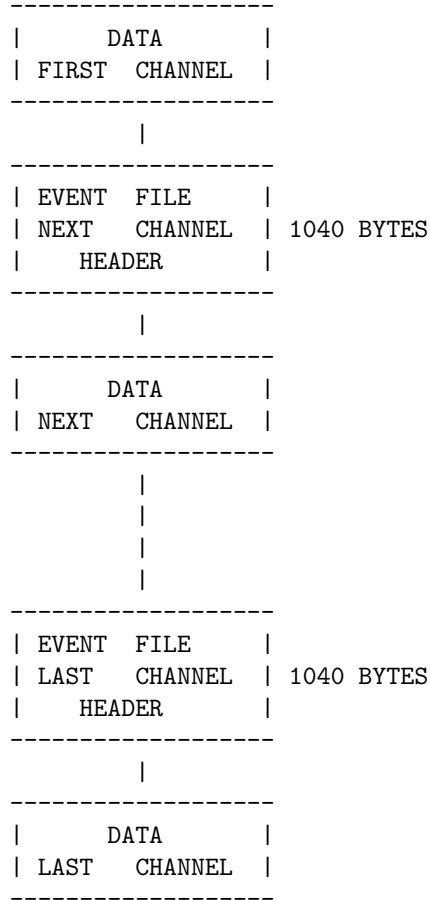 -------------------
|      DATA       |
| FIRST  CHANNEL  |
-------------------
         |
-------------------
| EVENT  FILE     |
| NEXT   CHANNEL  | 1040 BYTES
|    HEADER       |
-------------------
         |
-------------------
|      DATA       |
| NEXT   CHANNEL  |
-------------------
         |
         |
         |
         |
-------------------
| EVENT  FILE     |
| LAST   CHANNEL  | 1040 BYTES
|    HEADER       |
-------------------
         |
-------------------
|      DATA       |
| LAST   CHANNEL  |
-------------------